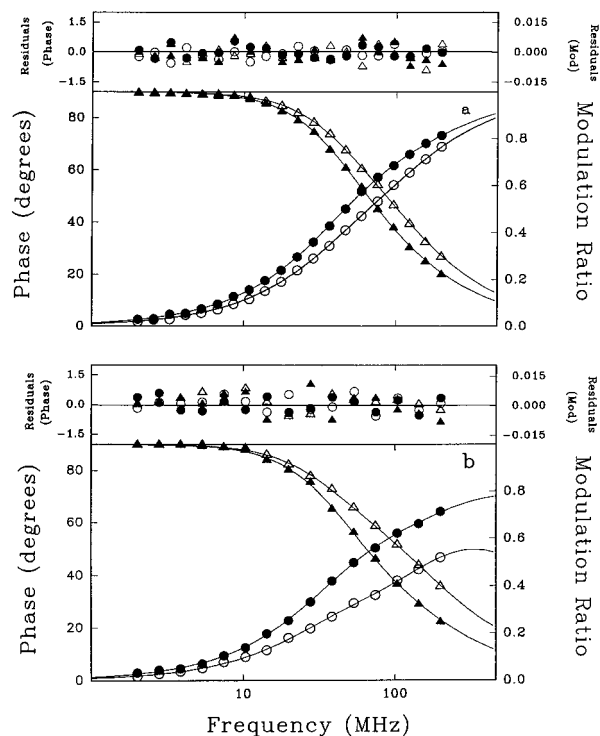 Residuals
(Phase)
1.5
0.0
-1.5
0.015
0.000
-0.015
Residuals
(Mod)
a
Phase (degrees)
80
60
40
20
0
0.8
0.6
0.4
0.2
0.0
Modulation Ratio
Residuals
(Phase)
1.5
0.0
-1.5
0.015
0.000
-0.015
Residuals
(Mod)
b
Phase (degrees)
80
60
40
20
0
0.8
0.6
0.4
0.2
0.0
Modulation Ratio
10
100
Frequency (MHz)